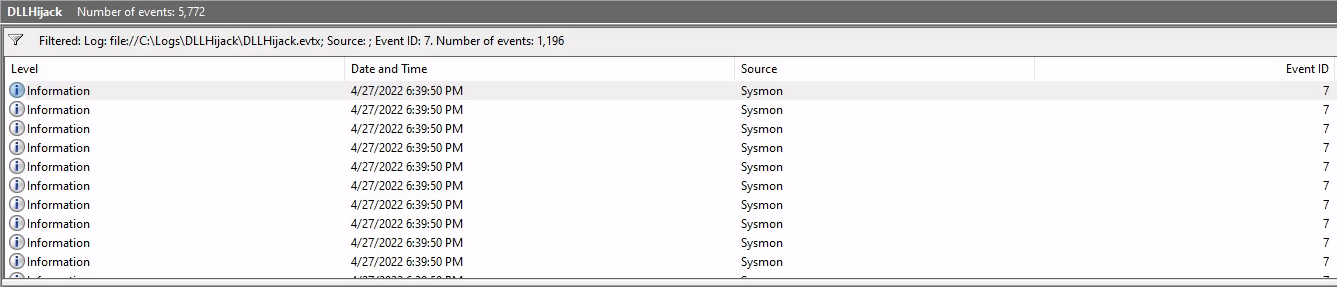 DLLHijack Number of events: 5,772
Filtered: Log: file://C:\Logs\DLLHijack\DLLHijack.evtx; Source: ; Event ID: 7. Number of events: 1,196
Level Date and Time Source Event ID
Information 4/27/2022 6:39:50 PM Sysmon 7
Information 4/27/2022 6:39:50 PM Sysmon 7
Information 4/27/2022 6:39:50 PM Sysmon 7
Information 4/27/2022 6:39:50 PM Sysmon 7
Information 4/27/2022 6:39:50 PM Sysmon 7
Information 4/27/2022 6:39:50 PM Sysmon 7
Information 4/27/2022 6:39:50 PM Sysmon 7
Information 4/27/2022 6:39:50 PM Sysmon 7
Information 4/27/2022 6:39:50 PM Sysmon 7
Information 4/27/2022 6:39:50 PM Sysmon 7